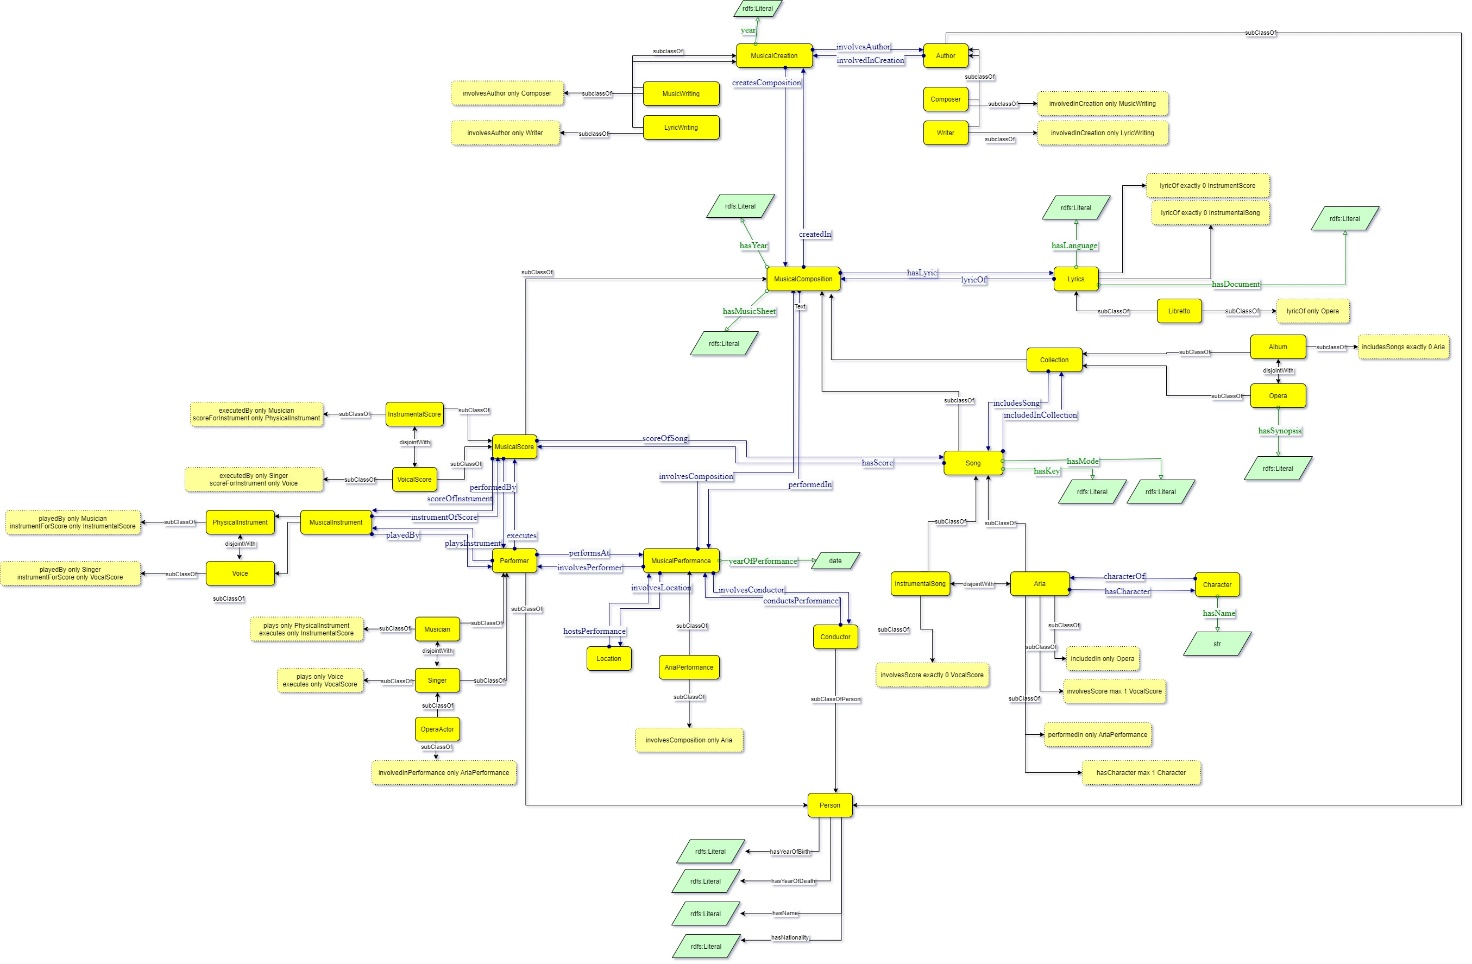 rdfs:Literal
year
subClassOf
MusicalCreation
involvesAuthor
involvedInCreation
Author
subclassOf
createsComposition
subclassOf
involvesAuthor only Composer
subclassOf
MusicWriting
Composer
subClassOf
involvedInCreation only MusicWriting
involvesAuthor only Writer
subClassOf
LyricWriting
Writer
subClassOf
involvedInCreation only LyricWriting
lyricOf exactly 0 InstrumentScore
lyricOf exactly 0 InstrumentalSong
rdfs:Literal
rdfs:Literal
rdfs:Literal
hasYear
createdIn
hasLanguage
subClassOf
MusicalComposition
hasLyric
lyricOf
Lyrics
hasDocument
Text
hasMusicSheet
subClassOf
Libretto
subClassOf
lyricOf only Opera
rdfs:Literal
Collection
subClassOf
Album
subclassOf
includesSongs exactly 0 Aria
disjointWith
subClassOf
Opera
subclassOf
includesSong
includedInCollection
hasSynopsis
rdfs:Literal
executedBy only Musician
scoreForInstrument only PhysicalInstrument
subClassOf
InstrumentalScore
subClassOf
disjointWith
MusicalScore
scoreOfSong
hasScore
Song
hasMode
hasKey
rdfs:Literal
rdfs:Literal
executedBy only Singer
scoreForInstrument only Voice
subClassOf
VocalScore
subClassOf
performedBy
scoreOfInstrument
involvesComposition
performedIn
playedBy only Musician
instrumentForScore only InstrumentalScore
subClassOf
PhysicalInstrument
MusicalInstrument
instrumentOfScore
playedBy
executes
playsInstrument
subClassOf
subClassOf
disjointWith
playedBy only Singer
instrumentForScore only VocalScore
subClassOf
Voice
Performer
performsAt
involvesPerformer
MusicalPerformance
yearOfPerformance
date
subClassOf
subClassOf
InstrumentalSong
disjointWith
Aria
characterOf
hasCharacter
Character
involvesLocation
involvesConductor
conductsPerformance
hasName
str
plays only PhysicalInstrument
executes only InstrumentalScore
subClassOf
Musician
subClassOf
disjointWith
hostsPerformance
Location
subClassOf
Conductor
subClassOf
subClassOf
subClassOf
plays only Voice
executes only VocalScore
subClassOf
Singer
subClassOf
AriaPerformance
includedIn only Opera
involvesScore exactly 0 VocalScore
involvesScore max 1 VocalScore
subClassOf
OperaActor
subClassOf
subClassOf
subClassOfPerson
subClassOf
involvesComposition only Aria
performedIn only AriaPerformance
involvedInPerformance only AriaPerformance
hasCharacter max 1 Character
Person
rdfs:Literal
hasYearOfBirth
rdfs:Literal
hasYearOfDeath
rdfs:Literal
hasName
rdfs:Literal
hasNationality